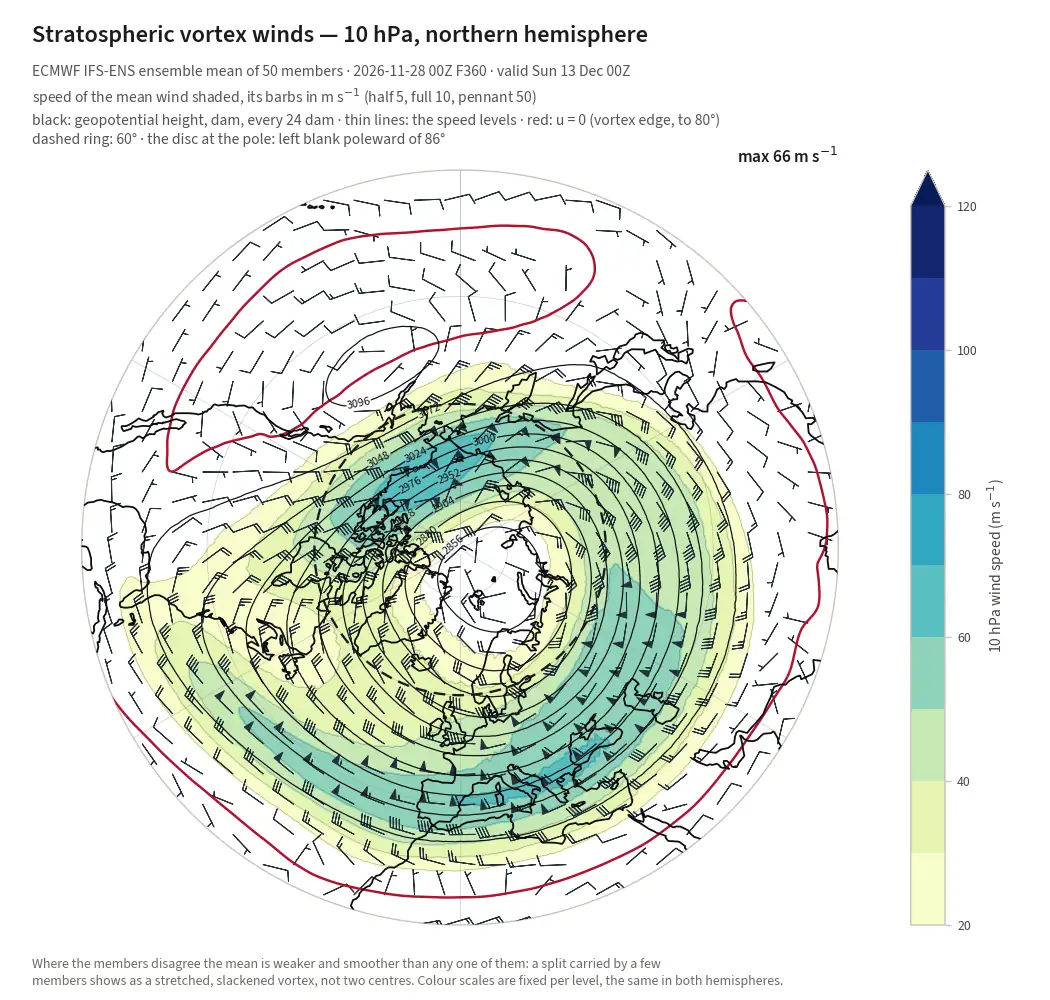 Stratospheric vortex winds — 10 hPa, northern hemisphere
ECMWF IFS-ENS ensemble mean of 50 members · 2026-11-28 00Z F360 · valid Sun 13 Dec 00Z
speed of the mean wind shaded, its barbs in m s⁻¹ (half 5, full 10, pennant 50)
black: geopotential height, dam, every 24 dam · thin lines: the speed levels · red: u = 0 (vortex edge, to 80°)
dashed ring: 60° · the disc at the pole: left blank poleward of 86°
max 66 m s⁻¹
120
100
80
60
40
20
10 hPa wind speed (m s⁻¹)
3096
3072
3048
3024
3000
2976
2952
2856
Where the members disagree the mean is weaker and smoother than any one of them: a split carried by a few
members shows as a stretched, slackened vortex, not two centres. Colour scales are fixed per level, the same in both hemispheres.